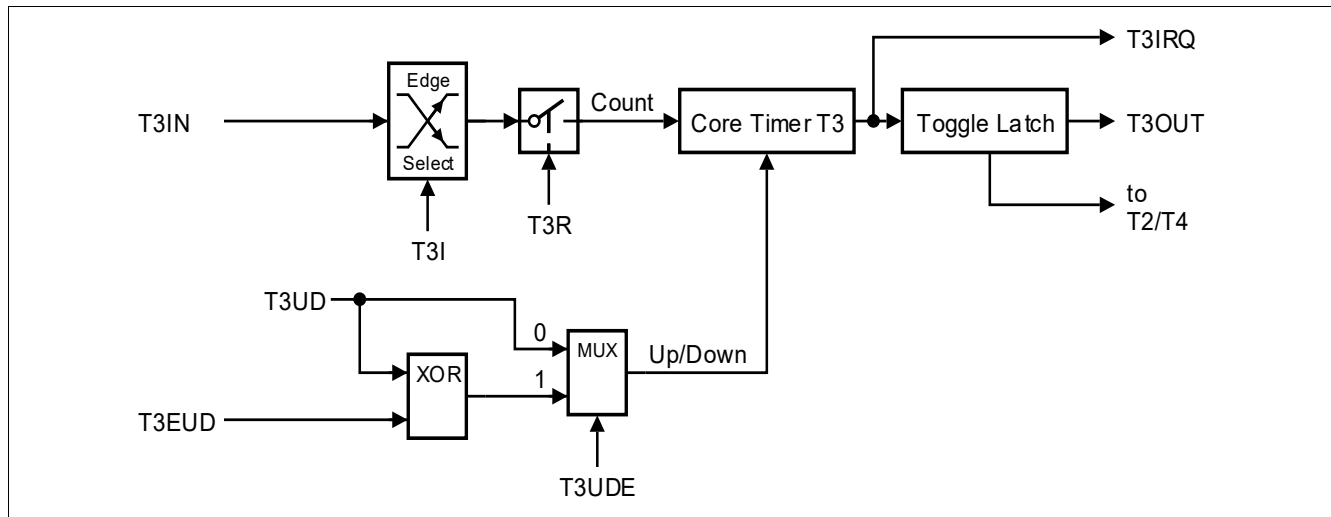 T3IRQ
Edge
Select
T3IN
Count
Core Timer T3
Toggle Latch
T3OUT
T3R
to
T2/T4
T3I
T3UD
0
MUX
Up/Down
XOR
1
T3EUD
T3UDE